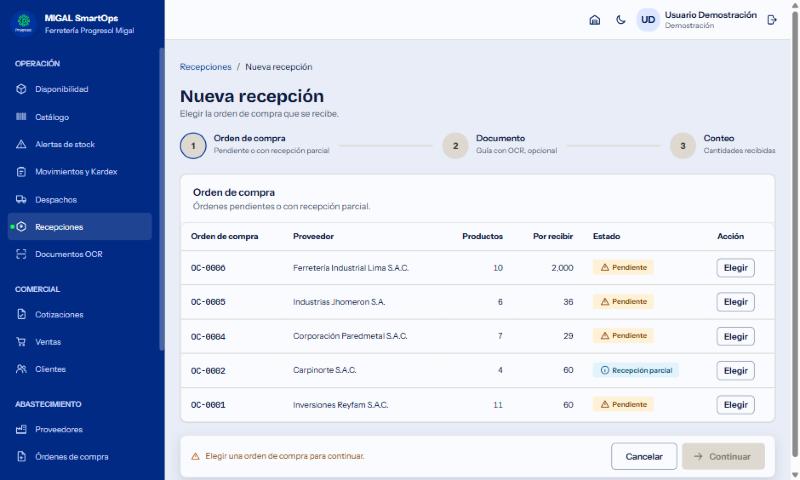 MIGAL SmartOps
Ferretería Progresol Migal
OPERACIÓN
Disponibilidad
Catálogo
Alertas de stock
Movimientos y Kardex
Despachos
Recepciones
Documentos OCR
COMERCIAL
Cotizaciones
Ventas
Clientes
ABASTECIMIENTO
Proveedores
Órdenes de compra
UD
Usuario Demostración
Demostración
Recepciones / Nueva recepción
Nueva recepción
Elegir la orden de compra que se recibe.
1 Orden de compra
Pendiente o con recepción parcial
2 Documento
Guía con OCR, opcional
3 Conteo
Cantidades recibidas
Orden de compra
Órdenes pendientes o con recepción parcial.
Orden de compra Proveedor Productos Por recibir Estado Acción
OC-0006 Ferretería Industrial Lima S.A.C. 10 2,000 Pendiente Elegir
OC-0005 Industrias Jhomeron S.A. 6 36 Pendiente Elegir
OC-0004 Corporación Paredmetal S.A.C. 7 29 Pendiente Elegir
OC-0002 Carpinorte S.A.C. 4 60 Recepción parcial Elegir
OC-0001 Inversiones Reyfam S.A.C. 11 60 Pendiente Elegir
Elegir una orden de compra para continuar.
Cancelar
Continuar